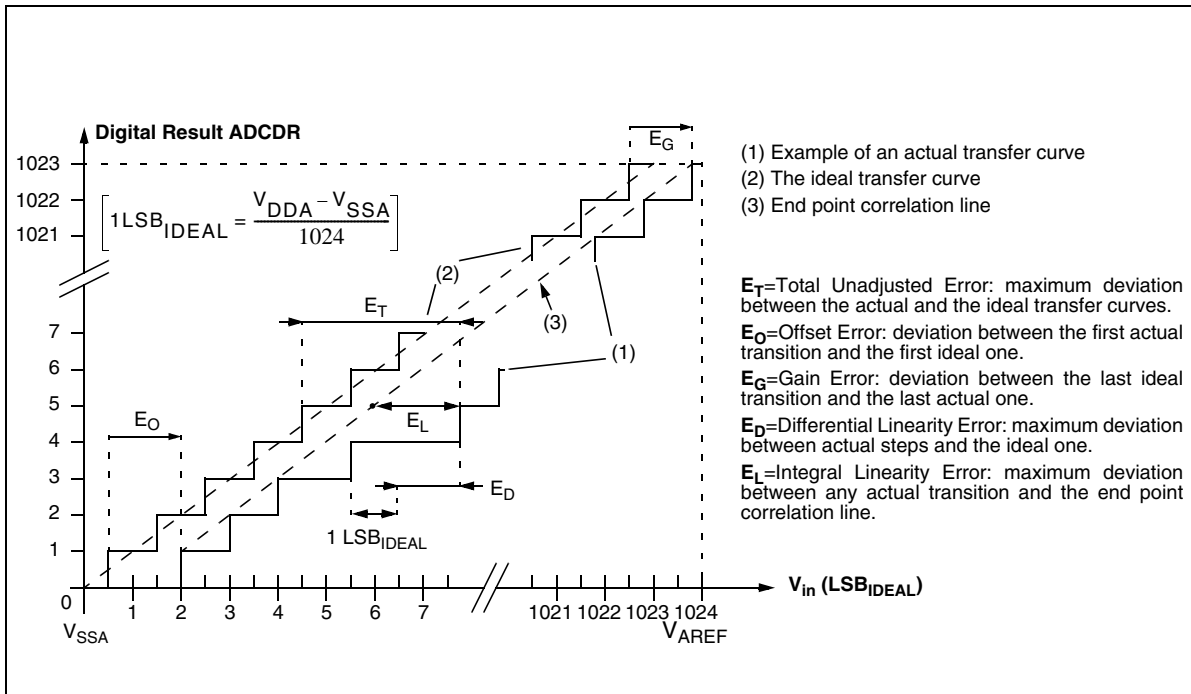 Digital Result ADCDR
E_G
1023
1022
1021
1LSB_IDEAL = V_DDA – V_SSA
1024
(2)
E_T
(3)
7
6
5
4
3
2
1
0
(1)
E_O
E_L
E_D
1 LSB_IDEAL
1 2 3 4 5 6 7 1021 1022 1023 1024
V_in (LSB_IDEAL)
V_SSA
V_AREF
(1) Example of an actual transfer curve
(2) The ideal transfer curve
(3) End point correlation line
E_T=Total Unadjusted Error: maximum deviation
between the actual and the ideal transfer curves.
E_O=Offset Error: deviation between the first actual
transition and the first ideal one.
E_G=Gain Error: deviation between the last ideal
transition and the last actual one.
E_D=Differential Linearity Error: maximum deviation
between actual steps and the ideal one.
E_L=Integral Linearity Error: maximum deviation
between any actual transition and the end point
correlation line.